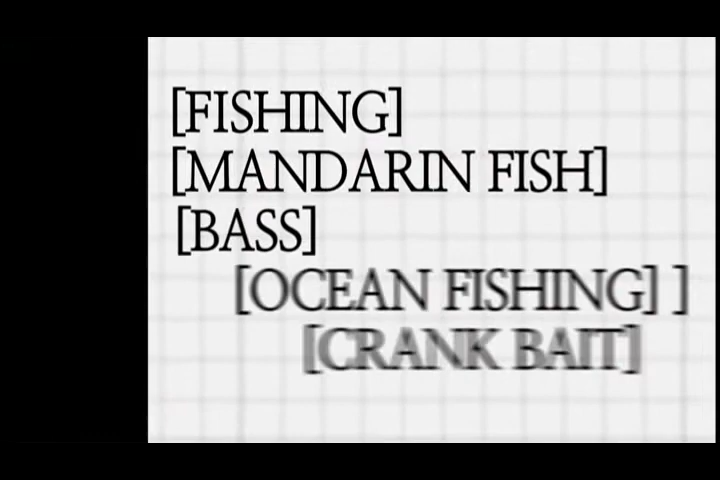 [FISHING]
[MANDARIN FISH]
[BASS]
[OCEAN FISHING] ]
[CRANK BAIT]